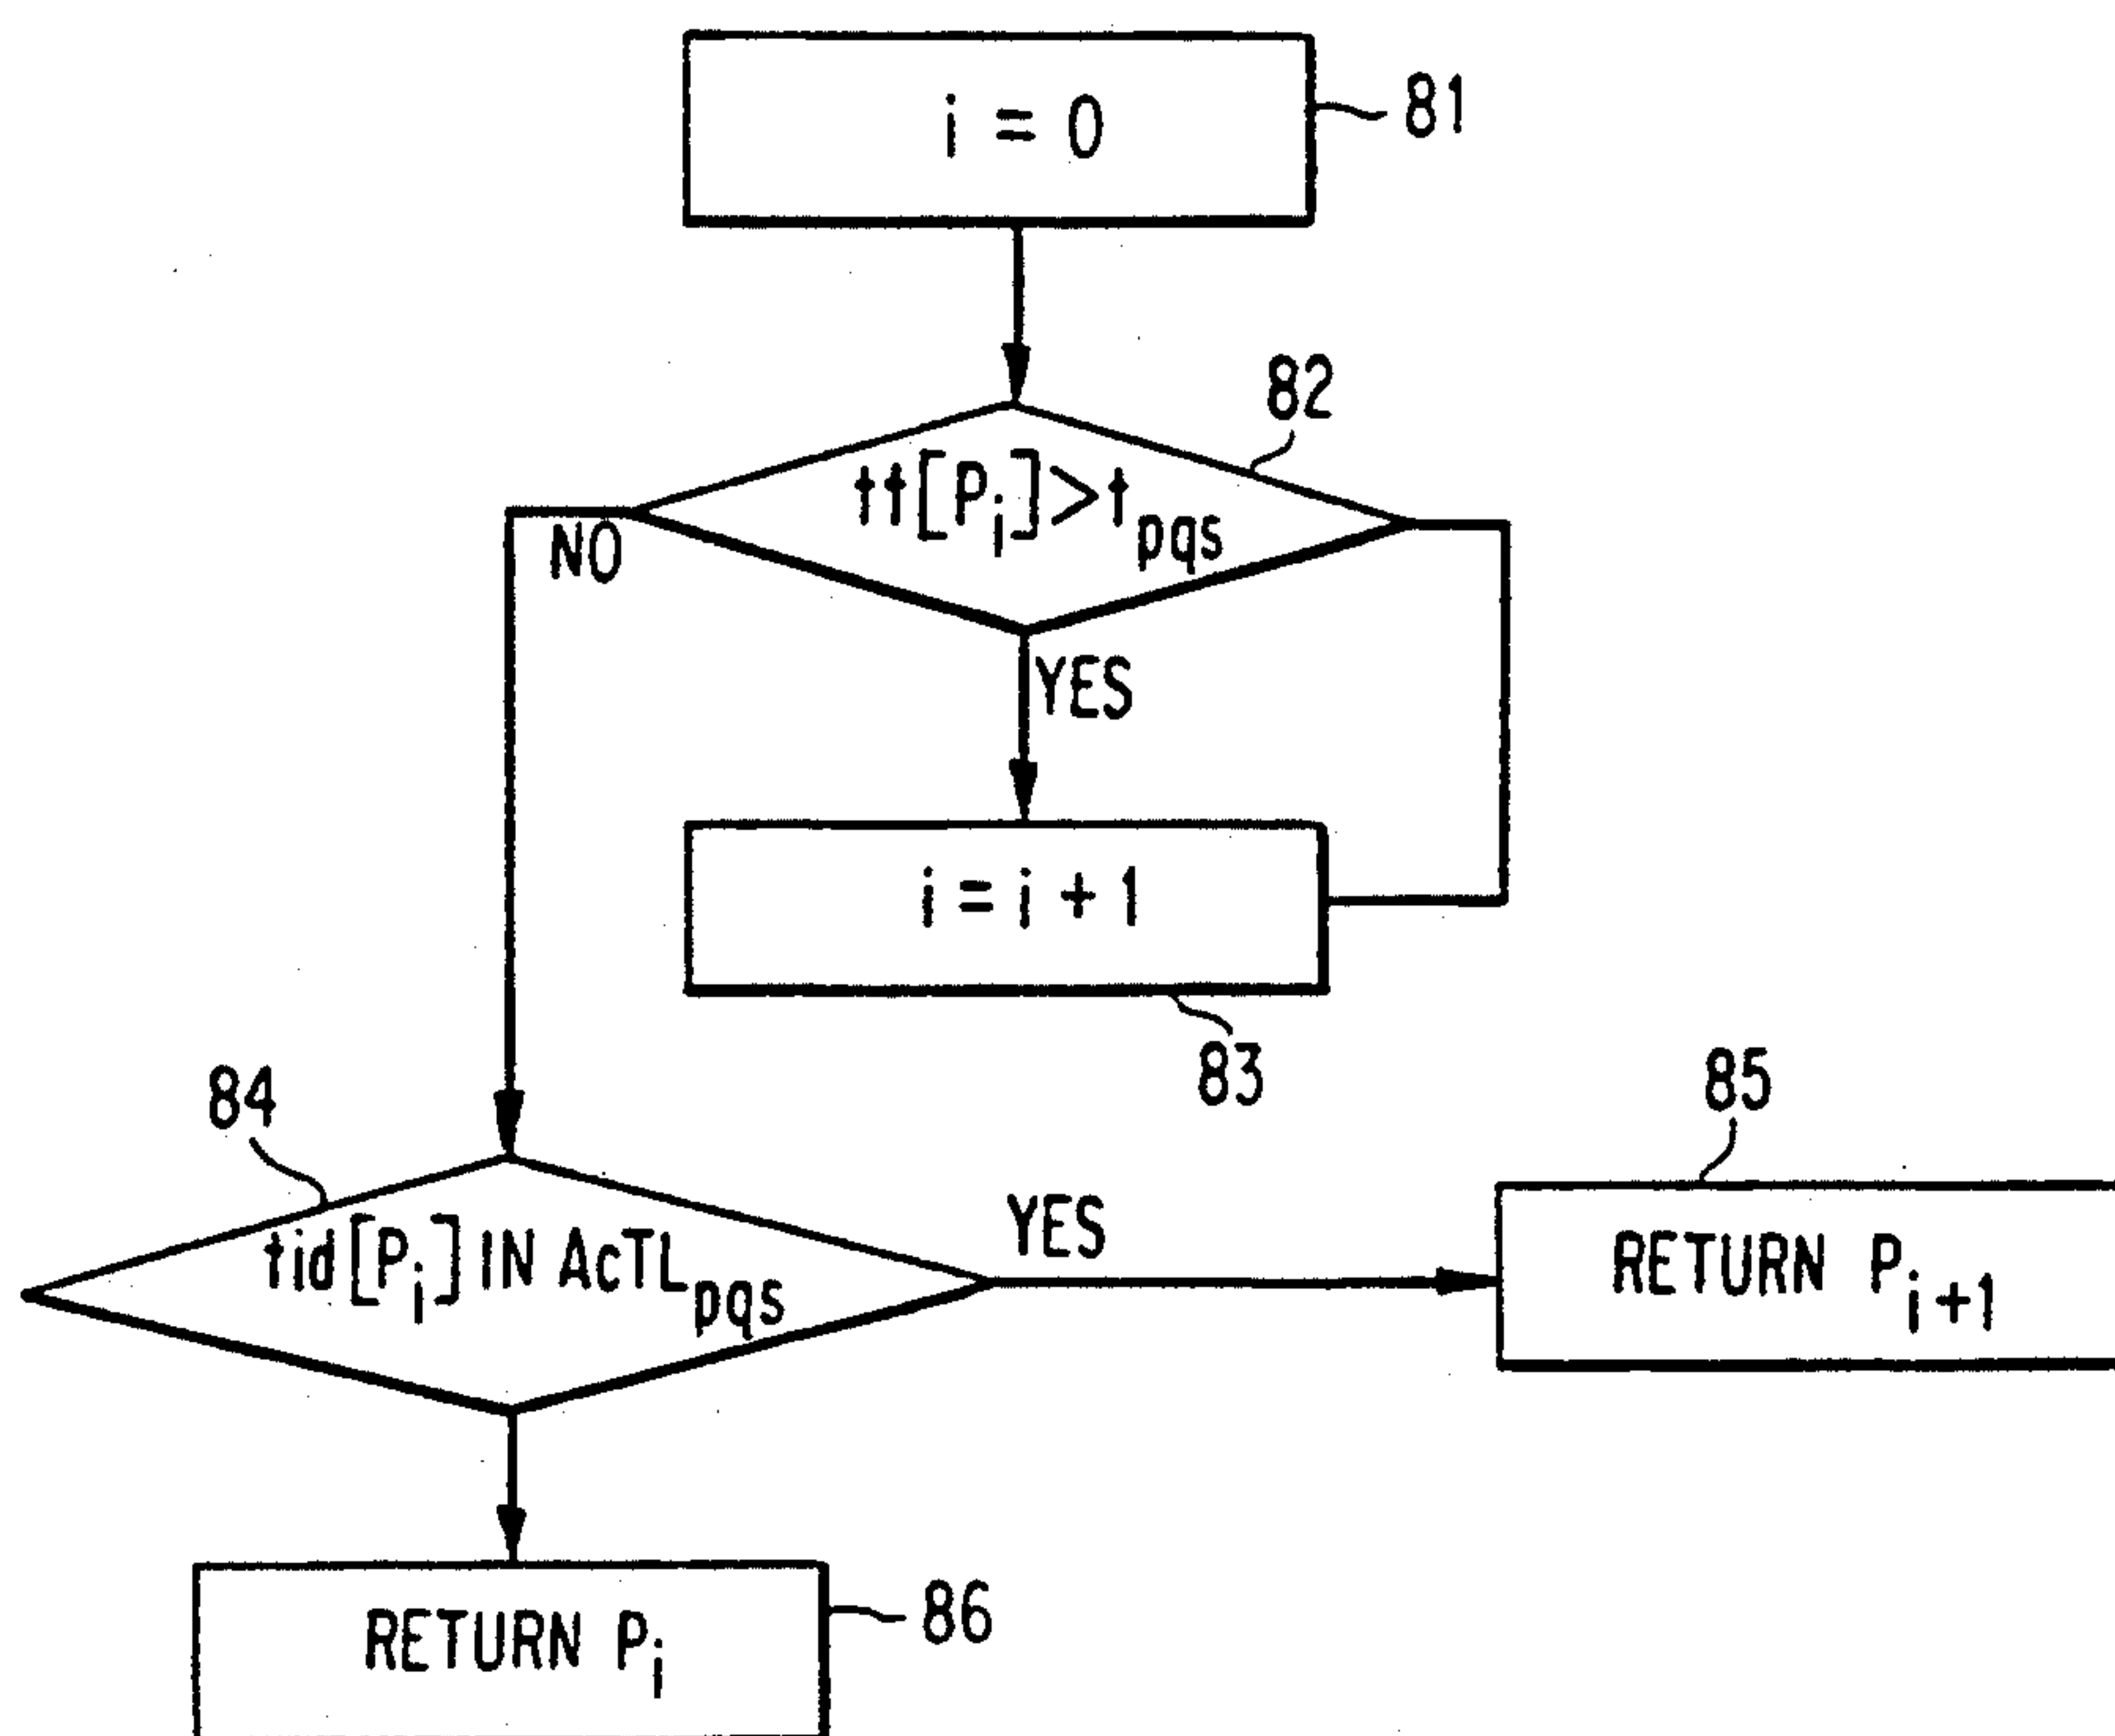 i = 0
81
82
tt[Pi]>tpqs
NO
YES
i = i + 1
83
84
85
tid[Pi] IN AcTLpqs
YES
RETURN Pi+1
RETURN Pi
86